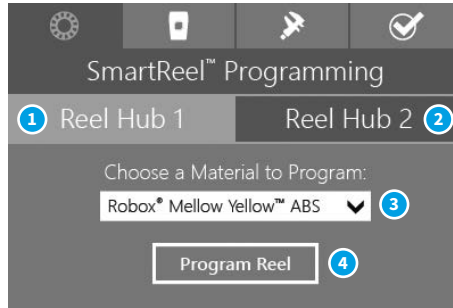 SmartReel™ Programming
1 Reel Hub 1 Reel Hub 2 2
Choose a Material to Program:
Robox® Mellow Yellow™ ABS 3
Program Reel 4